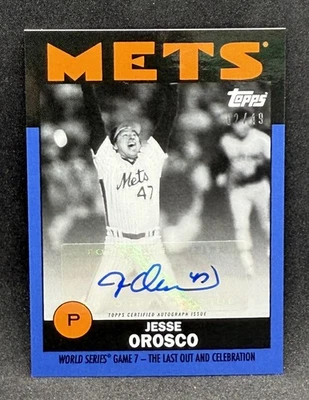 METS
Topps
/49
Mets
47
TOPPS CERTIFIED AUTOGRAPH ISSUE
P
JESSE
OROSCO
WORLD SERIES® GAME 7 – THE LAST OUT AND CELEBRATION